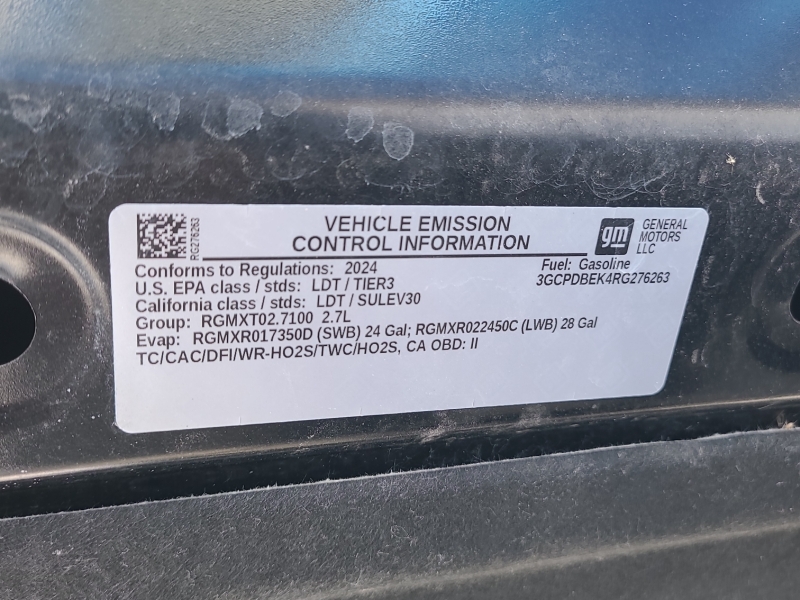 RG276263
VEHICLE EMISSION
CONTROL INFORMATION
gm
GENERAL
MOTORS
LLC
Conforms to Regulations: 2024
Fuel: Gasoline
U.S. EPA class / stds: LDT / TIER3
3GCPDBEK4RG276263
California class / stds: LDT / SULEV30
Group: RGMXT02.7100 2.7L
Evap: RGMXR017350D (SWB) 24 Gal; RGMXR022450C (LWB) 28 Gal
TC/CAC/DFI/WR-HO2S/TWC/HO2S, CA OBD: II